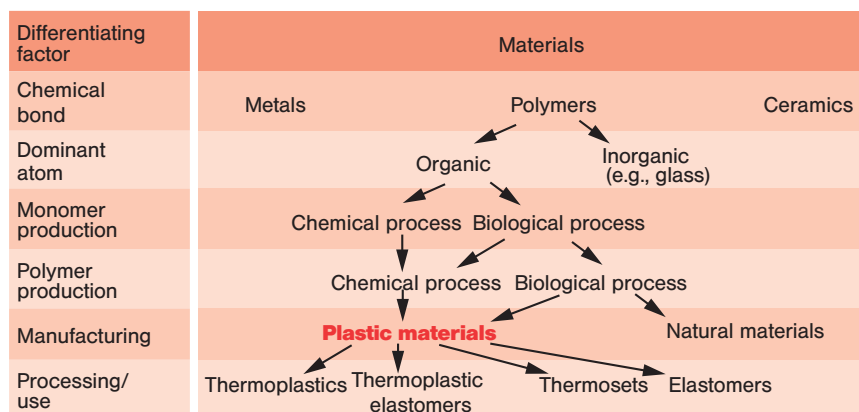 Differentiating
factor
Materials
Chemical
bond
Metals
Polymers
Ceramics
Dominant
atom
Organic
Inorganic
(e.g., glass)
Monomer
production
Chemical process
Biological process
Polymer
production
Chemical process
Biological process
Manufacturing
Plastic materials
Natural materials
Processing/
use
Thermoplastics
Thermoplastic
elastomers
Thermosets
Elastomers